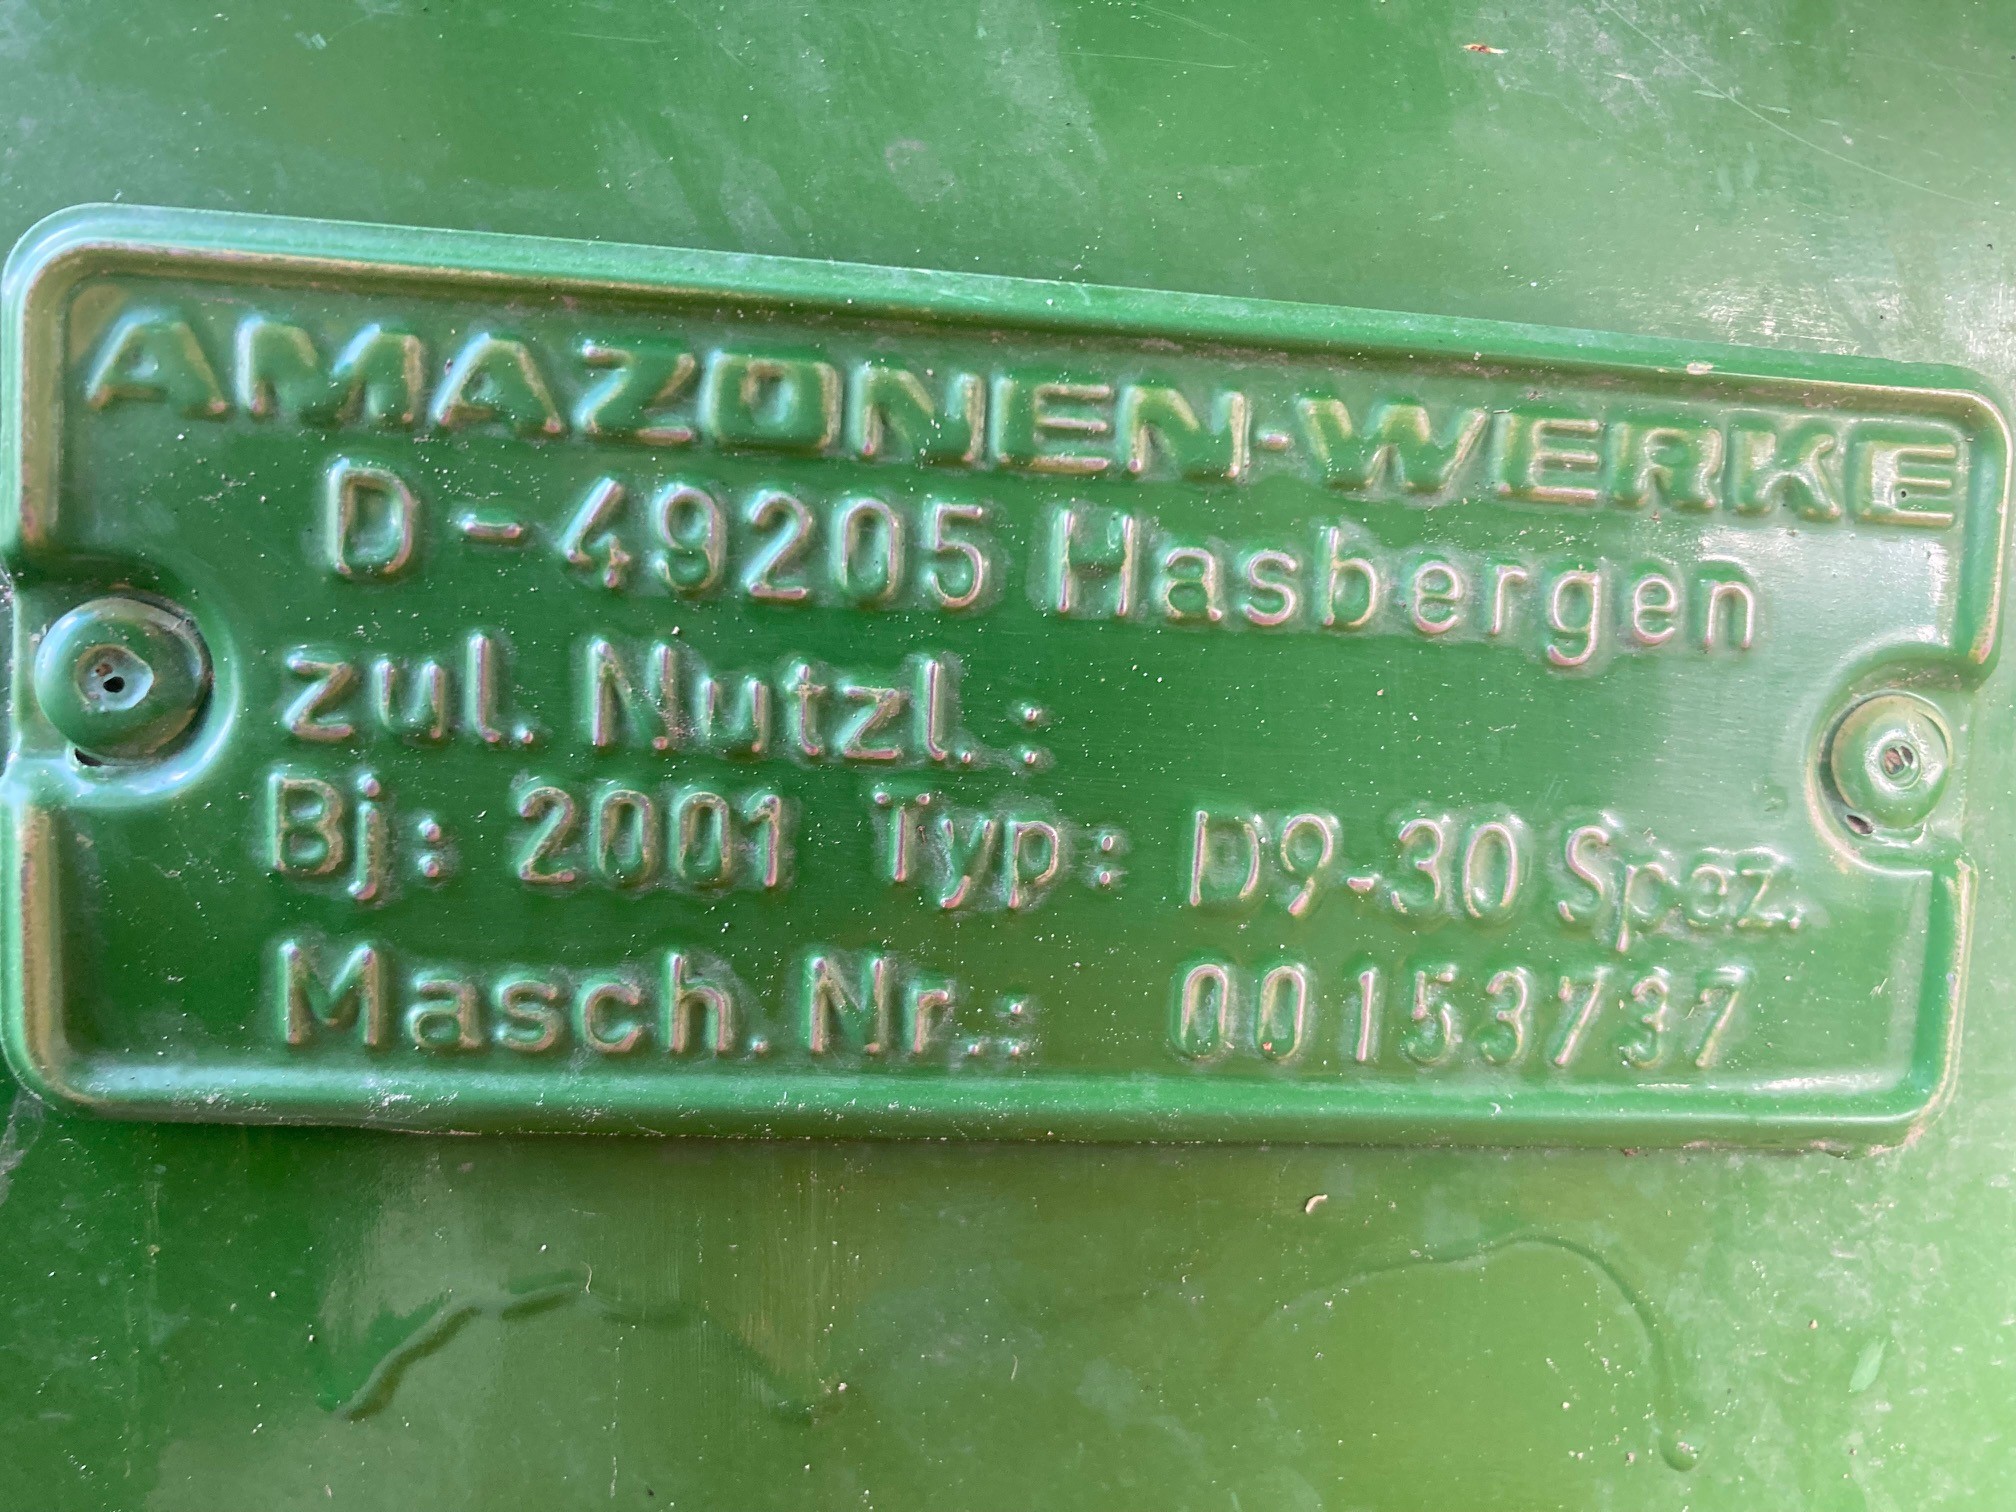 AMAZONEN-WERKE
D-49205 Hasbergen
zul. Nutzl.:
Bj: 2001 Typ: D9-30 Spez.
Masch. Nr.: 00153737